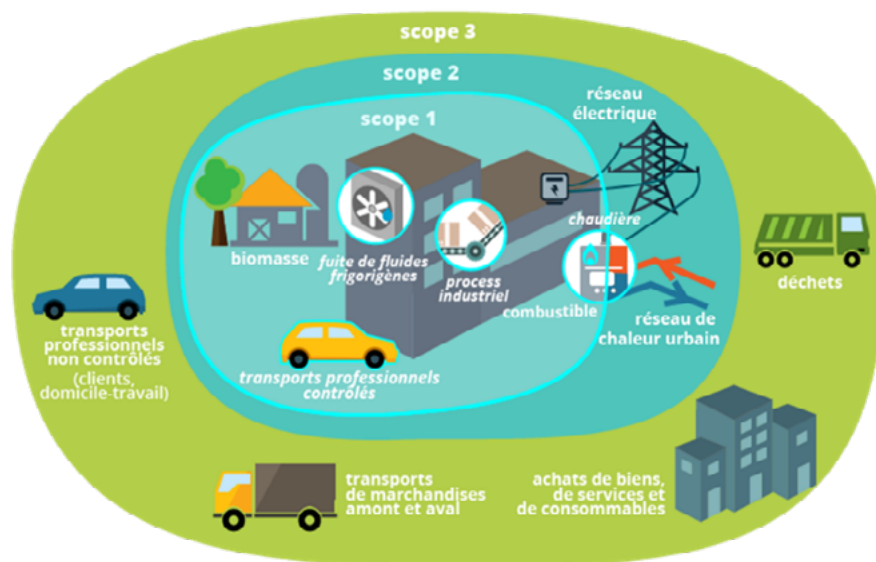 scope 3
scope 2
scope 1
réseau
électrique
biomasse
fuite de fluides
frigorigènes
process
industriel
chaudière
combustible
réseau de
chaleur urbain
déchets
transports
professionnels
non contrôlés
(clients,
domicile-travail)
transports professionnels
contrôlés
transports
de marchandises
amont et aval
achats de biens,
de services et
de consommables